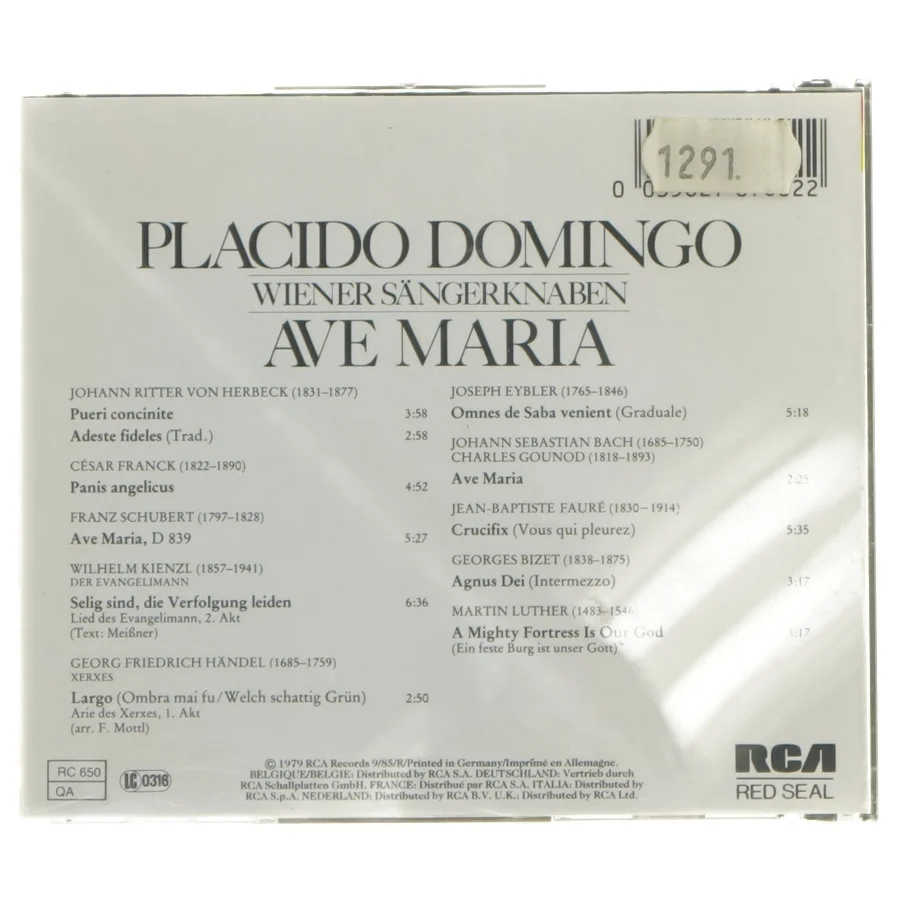 1291.
0
22
PLACIDO DOMINGO
WIENER SÄNGERKNABEN
AVE MARIA
JOHANN RITTER VON HERBECK (1831–1877)
Pueri concinite 3:58
Adeste fideles (Trad.) 2:58
CÉSAR FRANCK (1822–1890)
Panis angelicus 4:52
FRANZ SCHUBERT (1797–1828)
Ave Maria, D 839 5:27
WILHELM KIENZL (1857–1941)
DER EVANGELIMANN
Selig sind, die Verfolgung leiden 6:36
Lied des Evangelimann, 2. Akt
(Text: Meißner)
GEORG FRIEDRICH HÄNDEL (1685–1759)
XERXES
Largo (Ombra mai fu/Welch schattig Grün) 2:50
Arie des Xerxes, 1. Akt
(arr. F. Mottl)
JOSEPH EYBLER (1765–1846)
Omnes de Saba venient (Graduale) 5:18
JOHANN SEBASTIAN BACH (1685–1750)
CHARLES GOUNOD (1818–1893)
Ave Maria 2:25
JEAN-BAPTISTE FAURÉ (1830–1914)
Crucifix (Vous qui pleurez) 5:35
GEORGES BIZET (1838–1875)
Agnus Dei (Intermezzo) 3:17
MARTIN LUTHER (1483–1546)
A Mighty Fortress Is Our God 3:17
(Ein feste Burg ist unser Gott)
RC 650
QA
LC 0316
℗ 1979 RCA Records 9/85/R/Printed in Germany/Imprimé en Allemagne.
BELGIQUE/BELGIE: Distributed by RCA S.A. DEUTSCHLAND: Vertrieb durch
RCA Schallplatten GmbH. FRANCE: Distribué par RCA S.A. ITALIA: Distributed by
RCA S.p.A. NEDERLAND: Distributed by RCA B.V. U.K.: Distributed by RCA Ltd.
RCA
RED SEAL